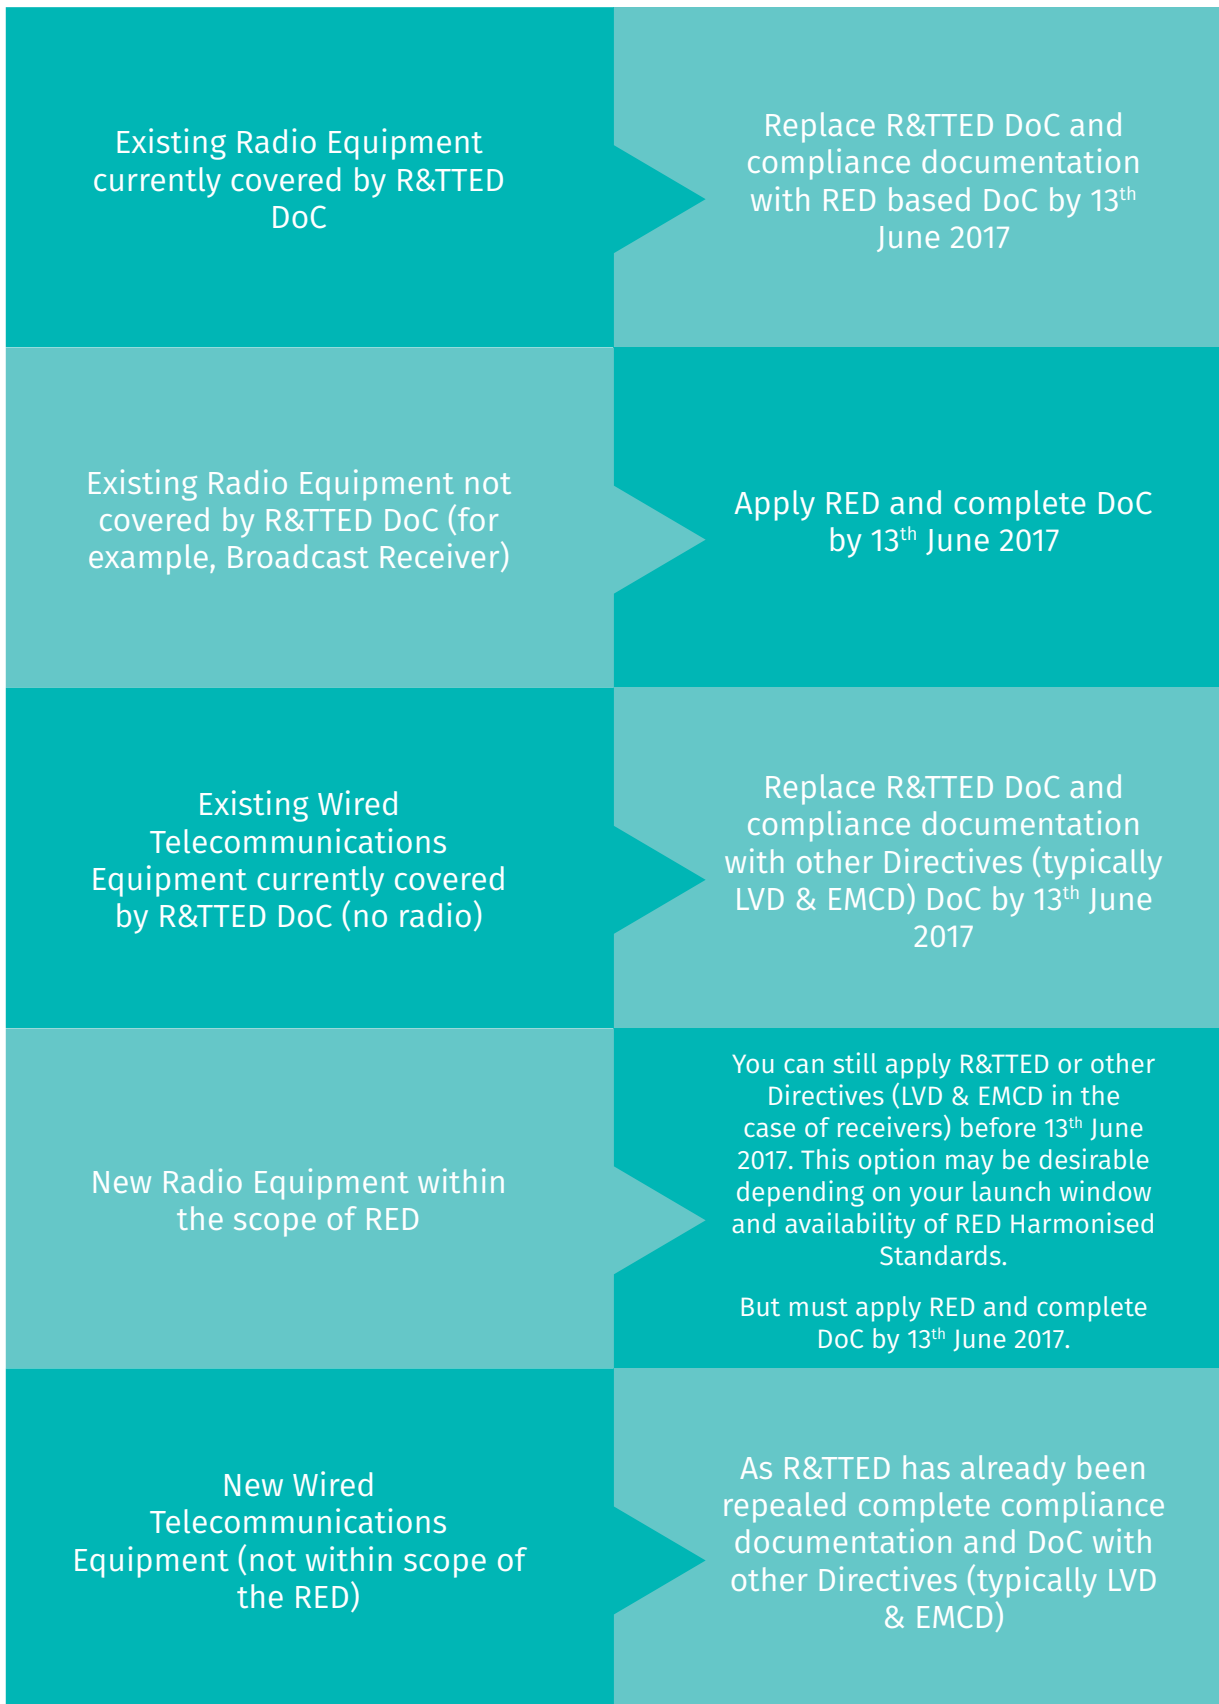 Existing Radio Equipment
currently covered by R&TTED
DoC
Replace R&TTED DoC and
compliance documentation
with RED based DoC by 13th
June 2017
Existing Radio Equipment not
covered by R&TTED DoC (for
example, Broadcast Receiver)
Apply RED and complete DoC
by 13th June 2017
Existing Wired
Telecommunications
Equipment currently covered
by R&TTED DoC (no radio)
Replace R&TTED DoC and
compliance documentation
with other Directives (typically
LVD & EMCD) DoC by 13th June
2017
New Radio Equipment within
the scope of RED
You can still apply R&TTED or other
Directives (LVD & EMCD in the
case of receivers) before 13th June
2017. This option may be desirable
depending on your launch window
and availability of RED Harmonised
Standards.
But must apply RED and complete
DoC by 13th June 2017.
New Wired
Telecommunications
Equipment (not within scope of
the RED)
As R&TTED has already been
repealed complete compliance
documentation and DoC with
other Directives (typically LVD
& EMCD)